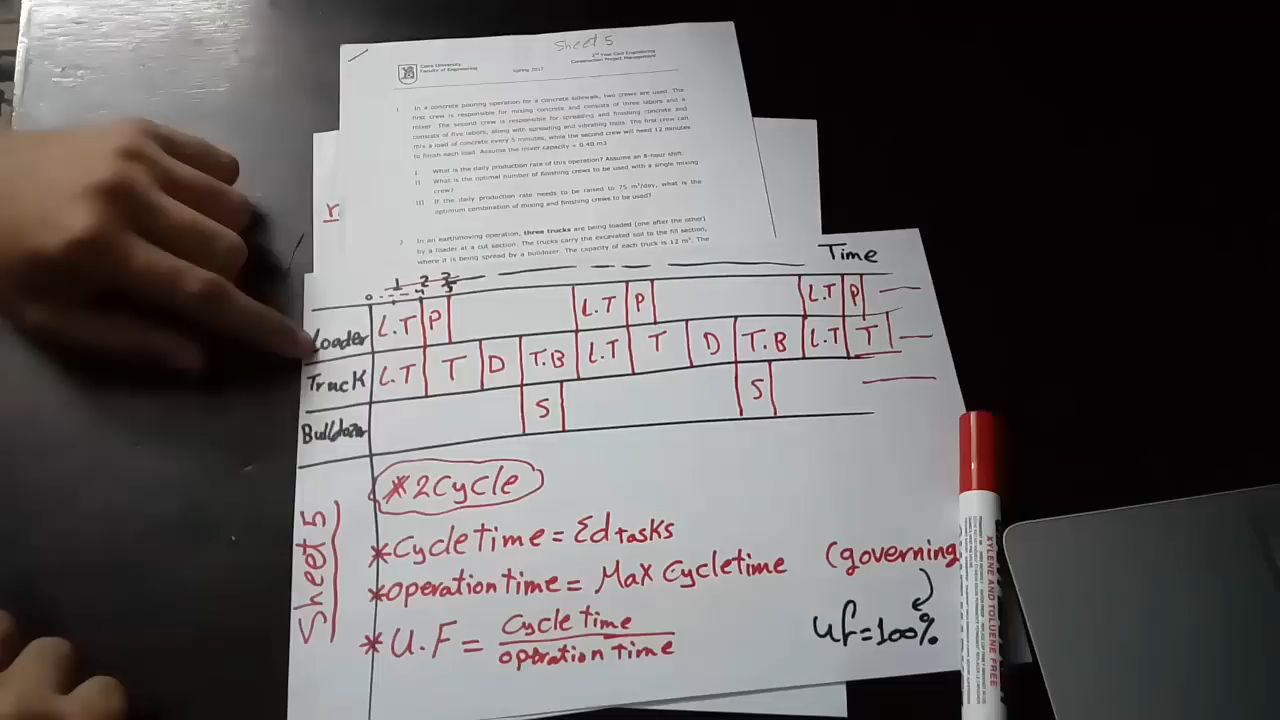 Sheet 5
Cairo University
Faculty of Engineering
Spring 2017
2nd Year Civil Engineering
Construction Project Management
1. In a concrete pouring operation for a concrete sidewalk, two crews are used. The
first crew is responsible for mixing concrete and consists of three labors and a
mixer. The second crew is responsible for spreading and finishing concrete and
consists of five labors, along with spreading and vibrating tools. The first crew can
mix a load of concrete every 5 minutes, while the second crew will need 12 minutes
to finish each load. Assume the mixer capacity = 0.40 m3
I. What is the daily production rate of this operation? Assume an 8-hour shift.
II. What is the optimal number of finishing crews to be used with a single mixing
crew?
III. If the daily production rate needs to be raised to 75 m³/day, what is the
optimum combination of mixing and finishing crews to be used?
2 In an earthmoving operation, three trucks are being loaded (one after the other)
by a loader at a cut section. The trucks carry the excavated soil to the fill section,
where it is being spread by a bulldozer. The capacity of each truck is 12 m³. The
Time
Loader L.T P L.T P L.T P
Truck L.T T D T.B L.T T D T.B L.T T
Bulldozer S S
*2Cycle
*Cycle time = Σd tasks
*operation time = Max Cycletime (governing
*U.F = Cycle time
operation time
Uf=100%
Sheet 5